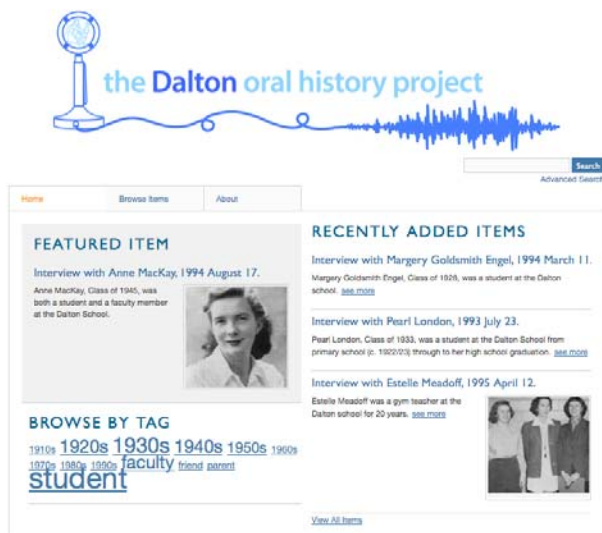 the Dalton oral history project
Search
Advanced Search
Home
Browse Items
About
FEATURED ITEM
Interview with Anne MacKay, 1994 August 17.
Anne MacKay, Class of 1945, was
both a student and a faculty member
at the Dalton School.
BROWSE BY TAG
1910s 1920s 1930s 1940s 1950s 1960s
1970s 1980s 1990s faculty friend parent
student
RECENTLY ADDED ITEMS
Interview with Margery Goldsmith Engel, 1994 March 11.
Margery Goldsmith Engel, Class of 1928, was a student at the Dalton
school. see more
Interview with Pearl London, 1993 July 23.
Pearl London, Class of 1933, was a student at the Dalton School from
primary school (c. 1922/23) through to her high school graduation. see more
Interview with Estelle Meadoff, 1995 April 12.
Estelle Meadoff was a gym teacher at the
Dalton school for 20 years. see more
View All Items